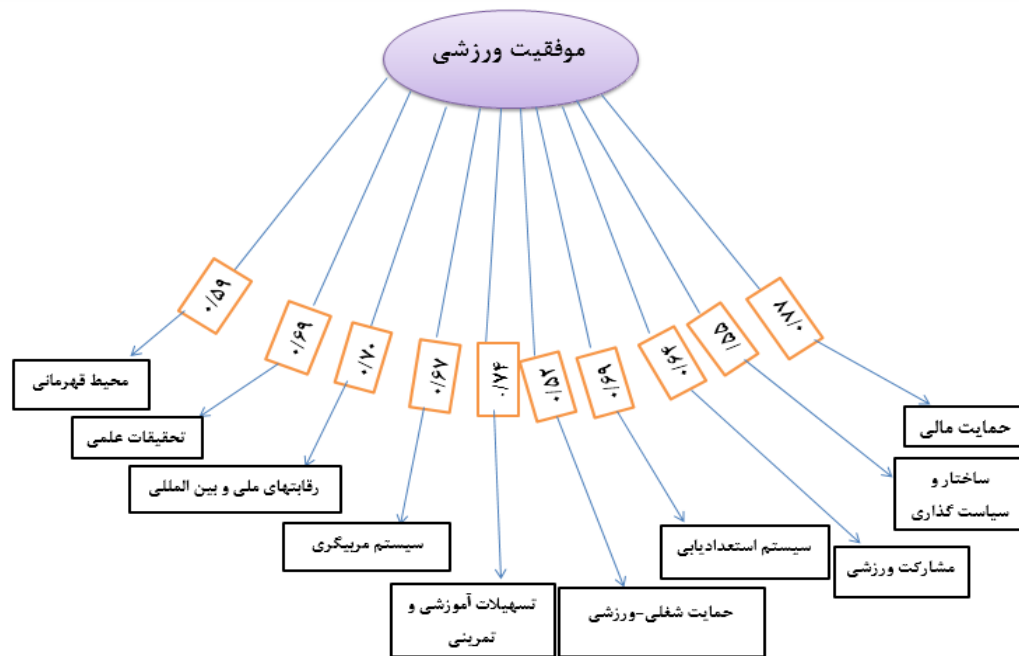 موفقیت ورزشی
۰/۷۷
۰/۵۵
۰/۶۴
۰/۶۹
۰/۵۲
۰/۷۴
۰/۶۷
۰/۷۰
۰/۶۹
۰/۵۹
حمایت مالی
ساختار و
سیاست گذاری
مشارکت ورزشی
سیستم استعدادیابی
حمایت شغلی-ورزشی
تسهیلات آموزشی و
تمرینی
سیستم مربیگری
رقابتهای ملی و بین المللی
تحقیقات علمی
محیط قهرمانی